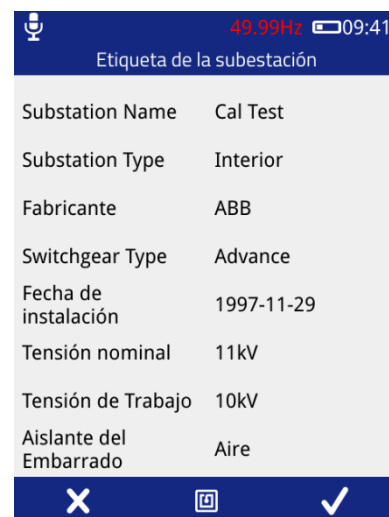 49.99Hz 09:41
Etiqueta de la subestación
Substation Name Cal Test
Substation Type Interior
Fabricante ABB
Switchgear Type Advance
Fecha de
instalación 1997-11-29
Tensión nominal 11kV
Tensión de Trabajo 10kV
Aislante del
Embarrado Aire